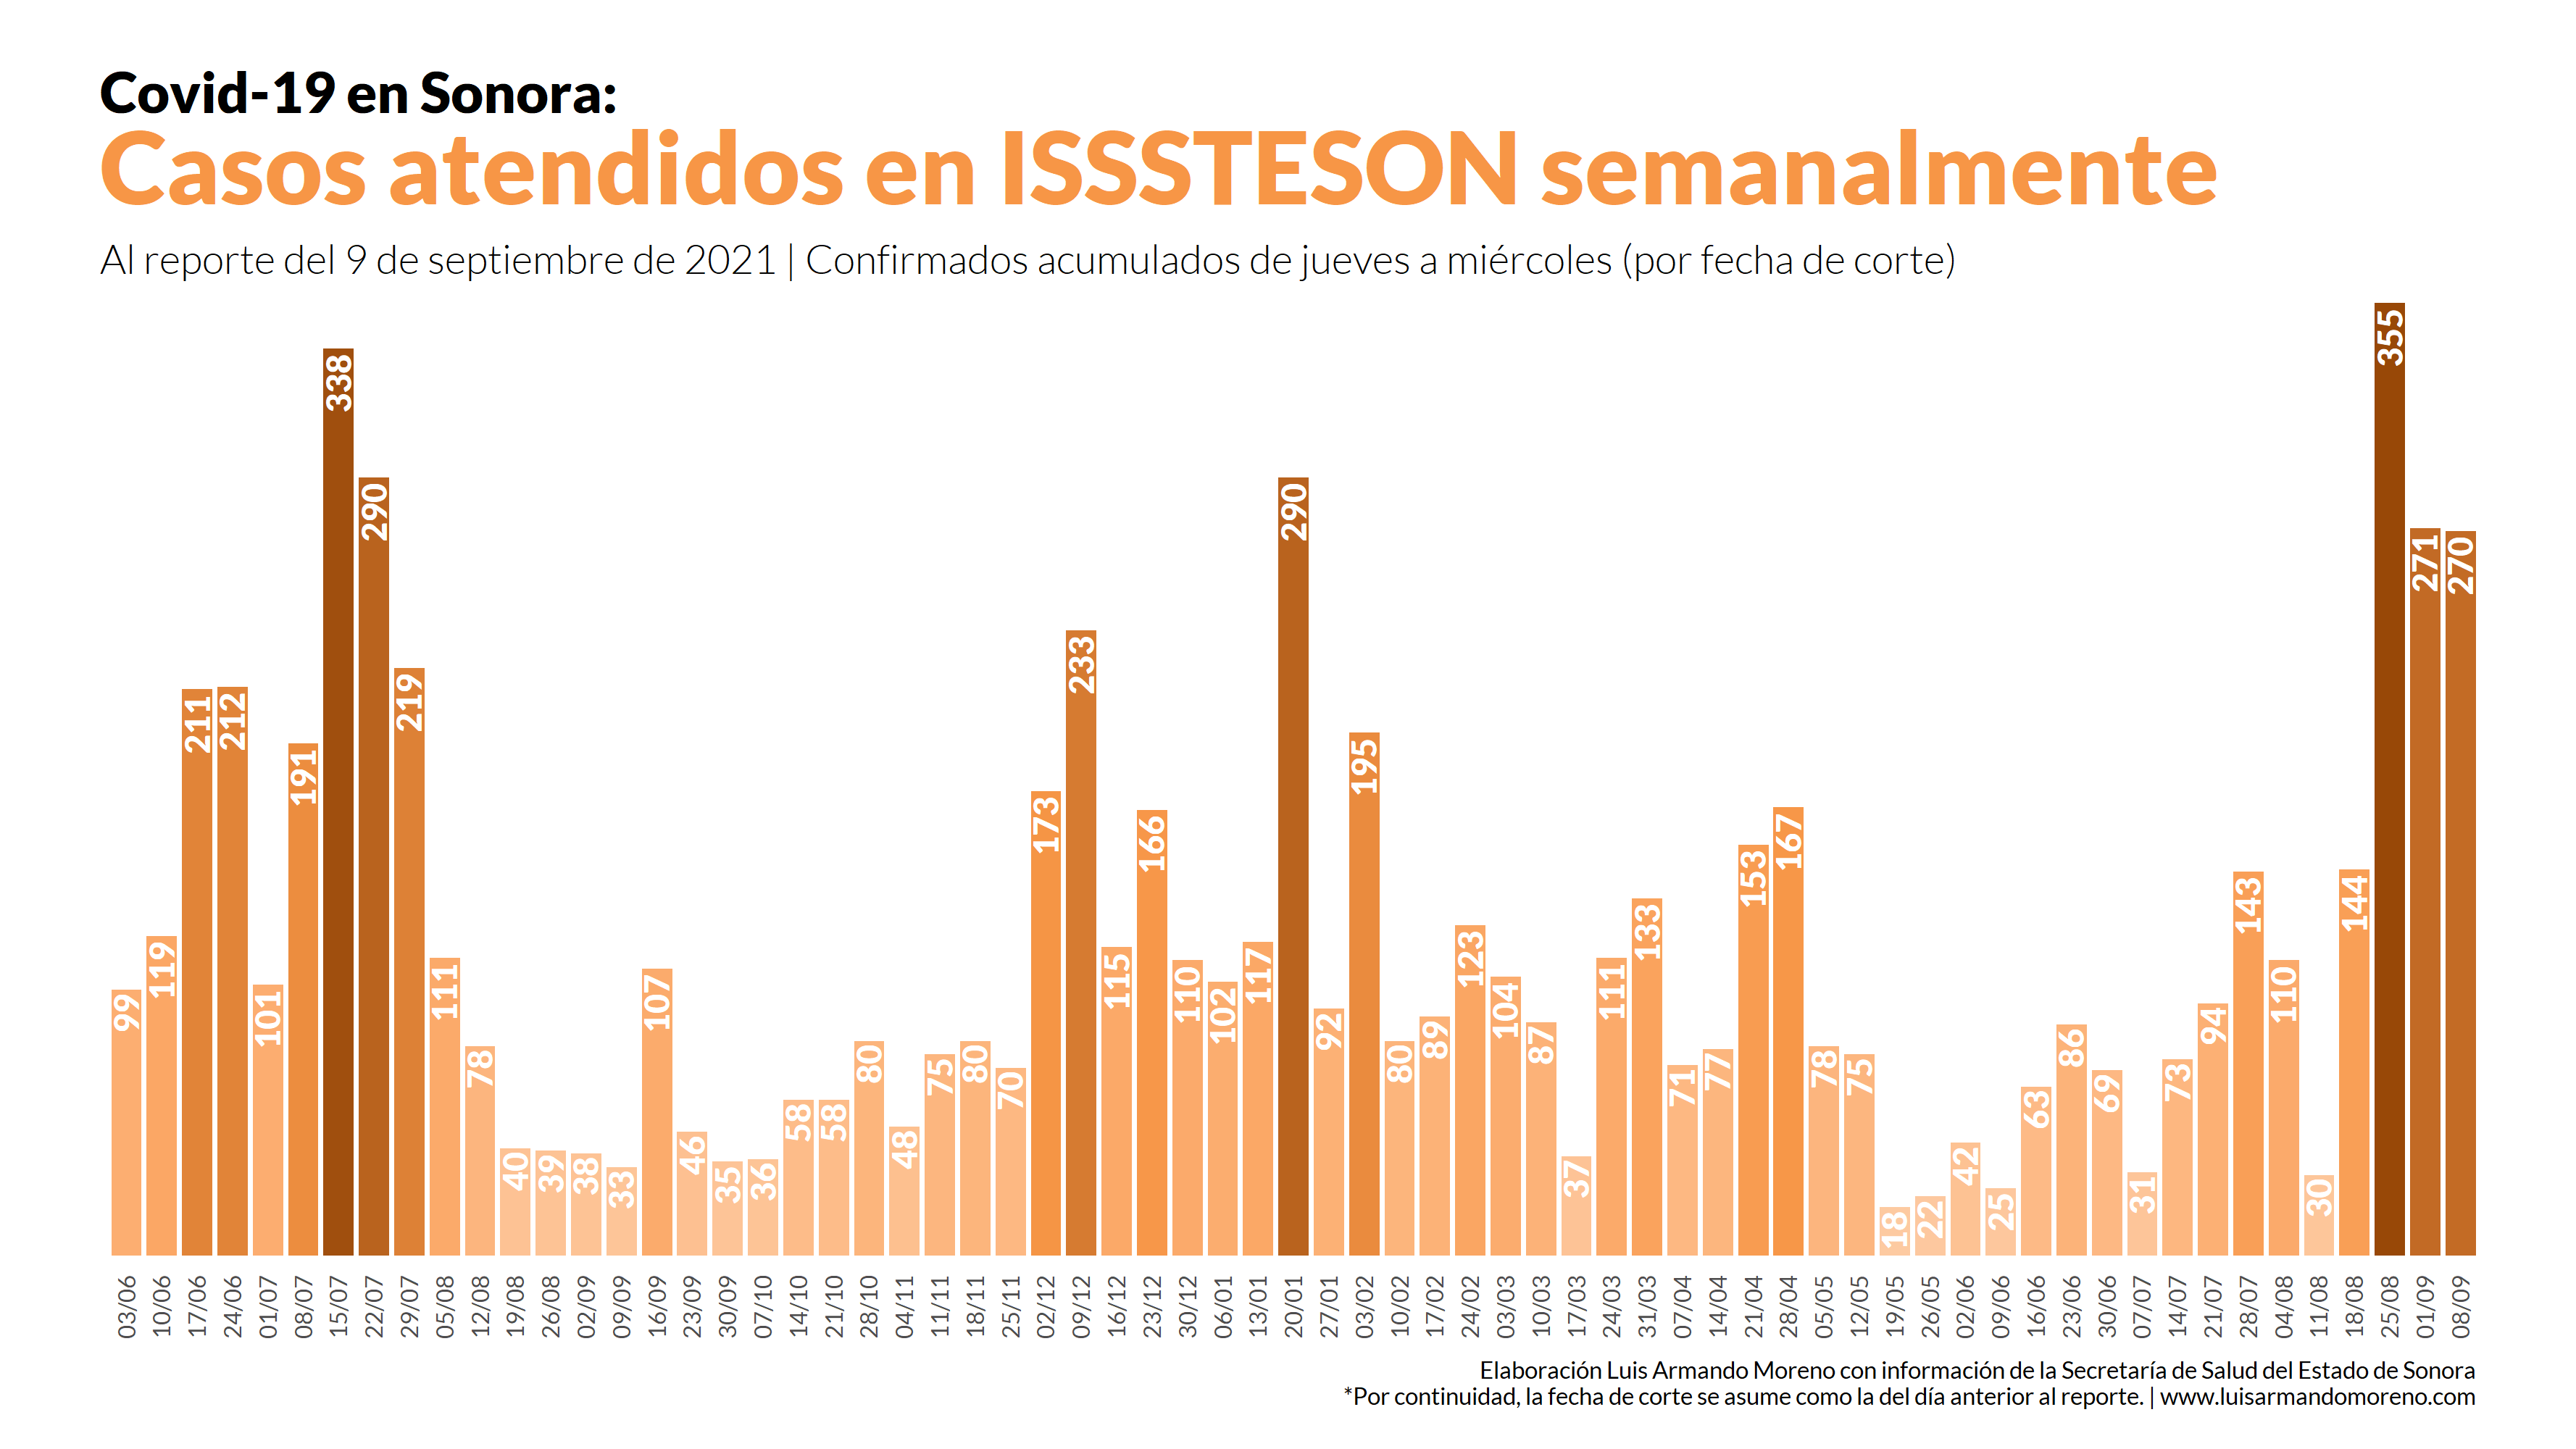 Covid-19 en Sonora:
Casos atendidos en ISSSTESON semanalmente
Al reporte del 9 de septiembre de 2021 | Confirmados acumulados de jueves a miércoles (por fecha de corte)
99 119 211 212 101 191 338 290 219 111 78 40 39 38 33 107 46 35 36 58 58 80 48 75 80 70 173 233 115 166 110 102 117 290 92 195 80 89 123 104 87 37 111 133 71 77 153 167 78 75 18 22 42 25 63 86 69 31 73 94 143 110 30 144 355 271 270
03/06 10/06 17/06 24/06 01/07 08/07 15/07 22/07 29/07 05/08 12/08 19/08 26/08 02/09 09/09 16/09 23/09 30/09 07/10 14/10 21/10 28/10 04/11 11/11 18/11 25/11 02/12 09/12 16/12 23/12 30/12 06/01 13/01 20/01 27/01 03/02 10/02 17/02 24/02 03/03 10/03 17/03 24/03 31/03 07/04 14/04 21/04 28/04 05/05 12/05 19/05 26/05 02/06 09/06 16/06 23/06 30/06 07/07 14/07 21/07 28/07 04/08 11/08 18/08 25/08 01/09 08/09
Elaboración Luis Armando Moreno con información de la Secretaría de Salud del Estado de Sonora
*Por continuidad, la fecha de corte se asume como la del día anterior al reporte. | www.luisarmandomoreno.com